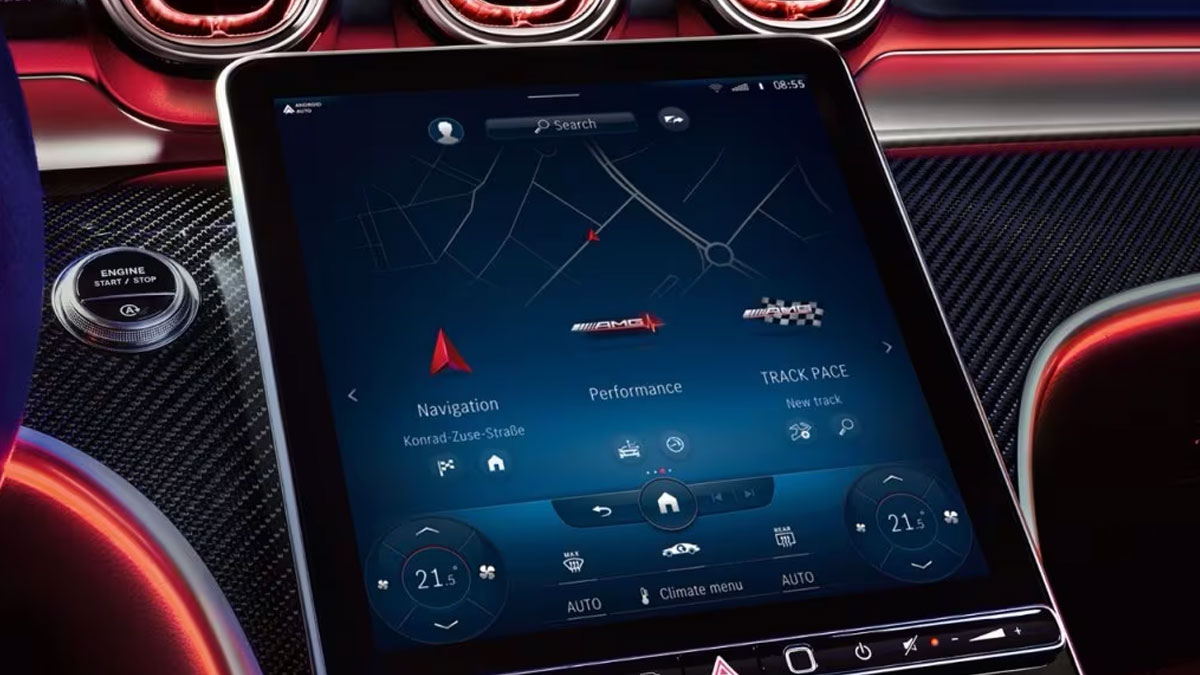 ANDROID
AUTO
08:55
Search
ENGINE
START / STOP
A
AMG
AMG
Navigation
Performance
TRACK PACE
Konrad-Zuse-Straße
New track
21.5°
21.5°
MAX
REAR
AUTO
Climate menu
AUTO
- +